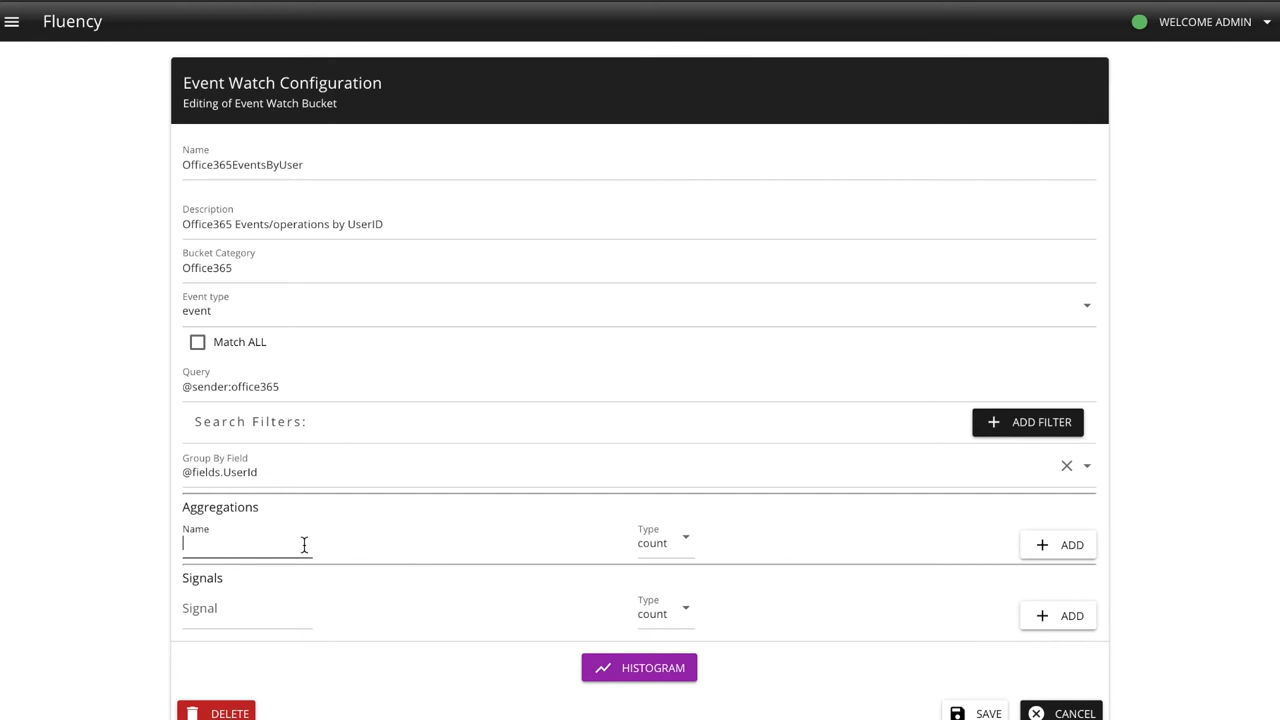 Fluency
WELCOME ADMIN
Event Watch Configuration
Editing of Event Watch Bucket
Name
Office365EventsByUser
Description
Office365 Events/operations by UserID
Bucket Category
Office365
Event type
event
Match ALL
Query
@sender:office365
Search Filters:
ADD FILTER
Group By Field
@fields.UserId
Aggregations
Name
Type
count
ADD
Signals
Signal
Type
count
ADD
HISTOGRAM
DELETE
SAVE
CANCEL